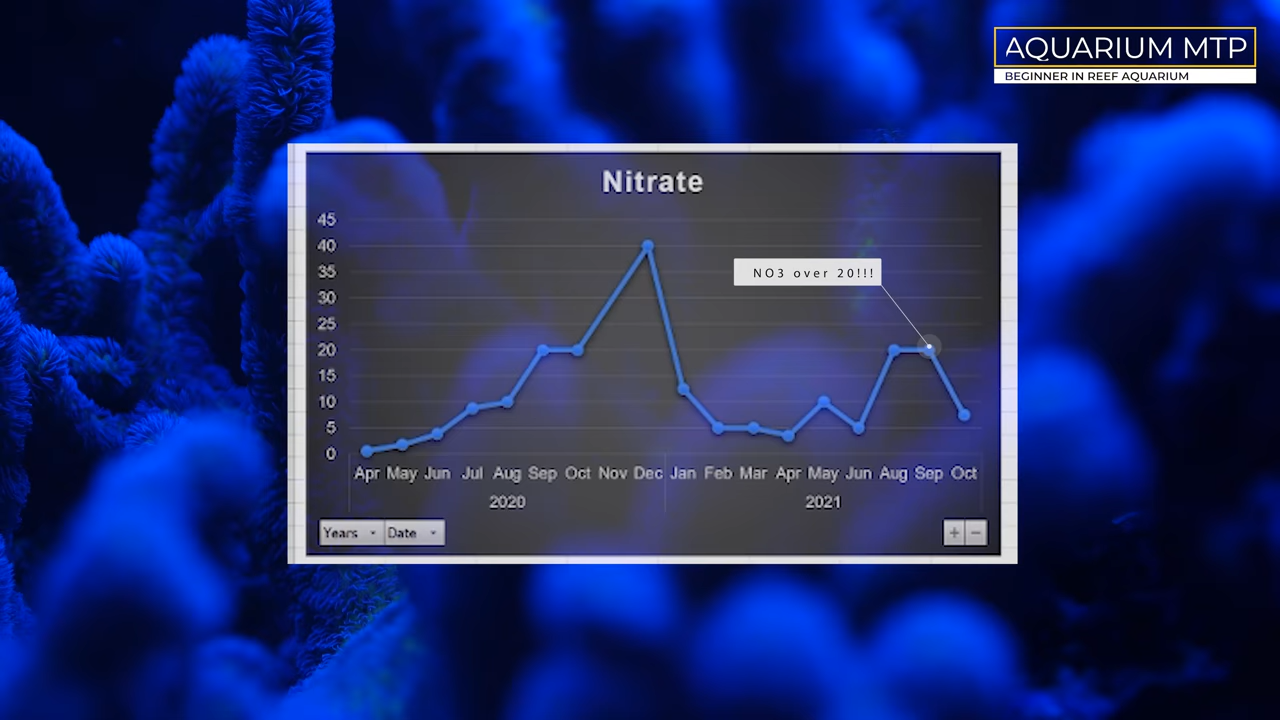 AQUARIUM MTP
BEGINNER IN REEF AQUARIUM
Nitrate
45
40
35
30
25
20
15
10
5
0
NO3 over 20!!!
Apr May Jun Jul Aug Sep Oct Nov Dec Jan Feb Mar Apr May Jun Aug Sep Oct
2020 2021
Years Date + −